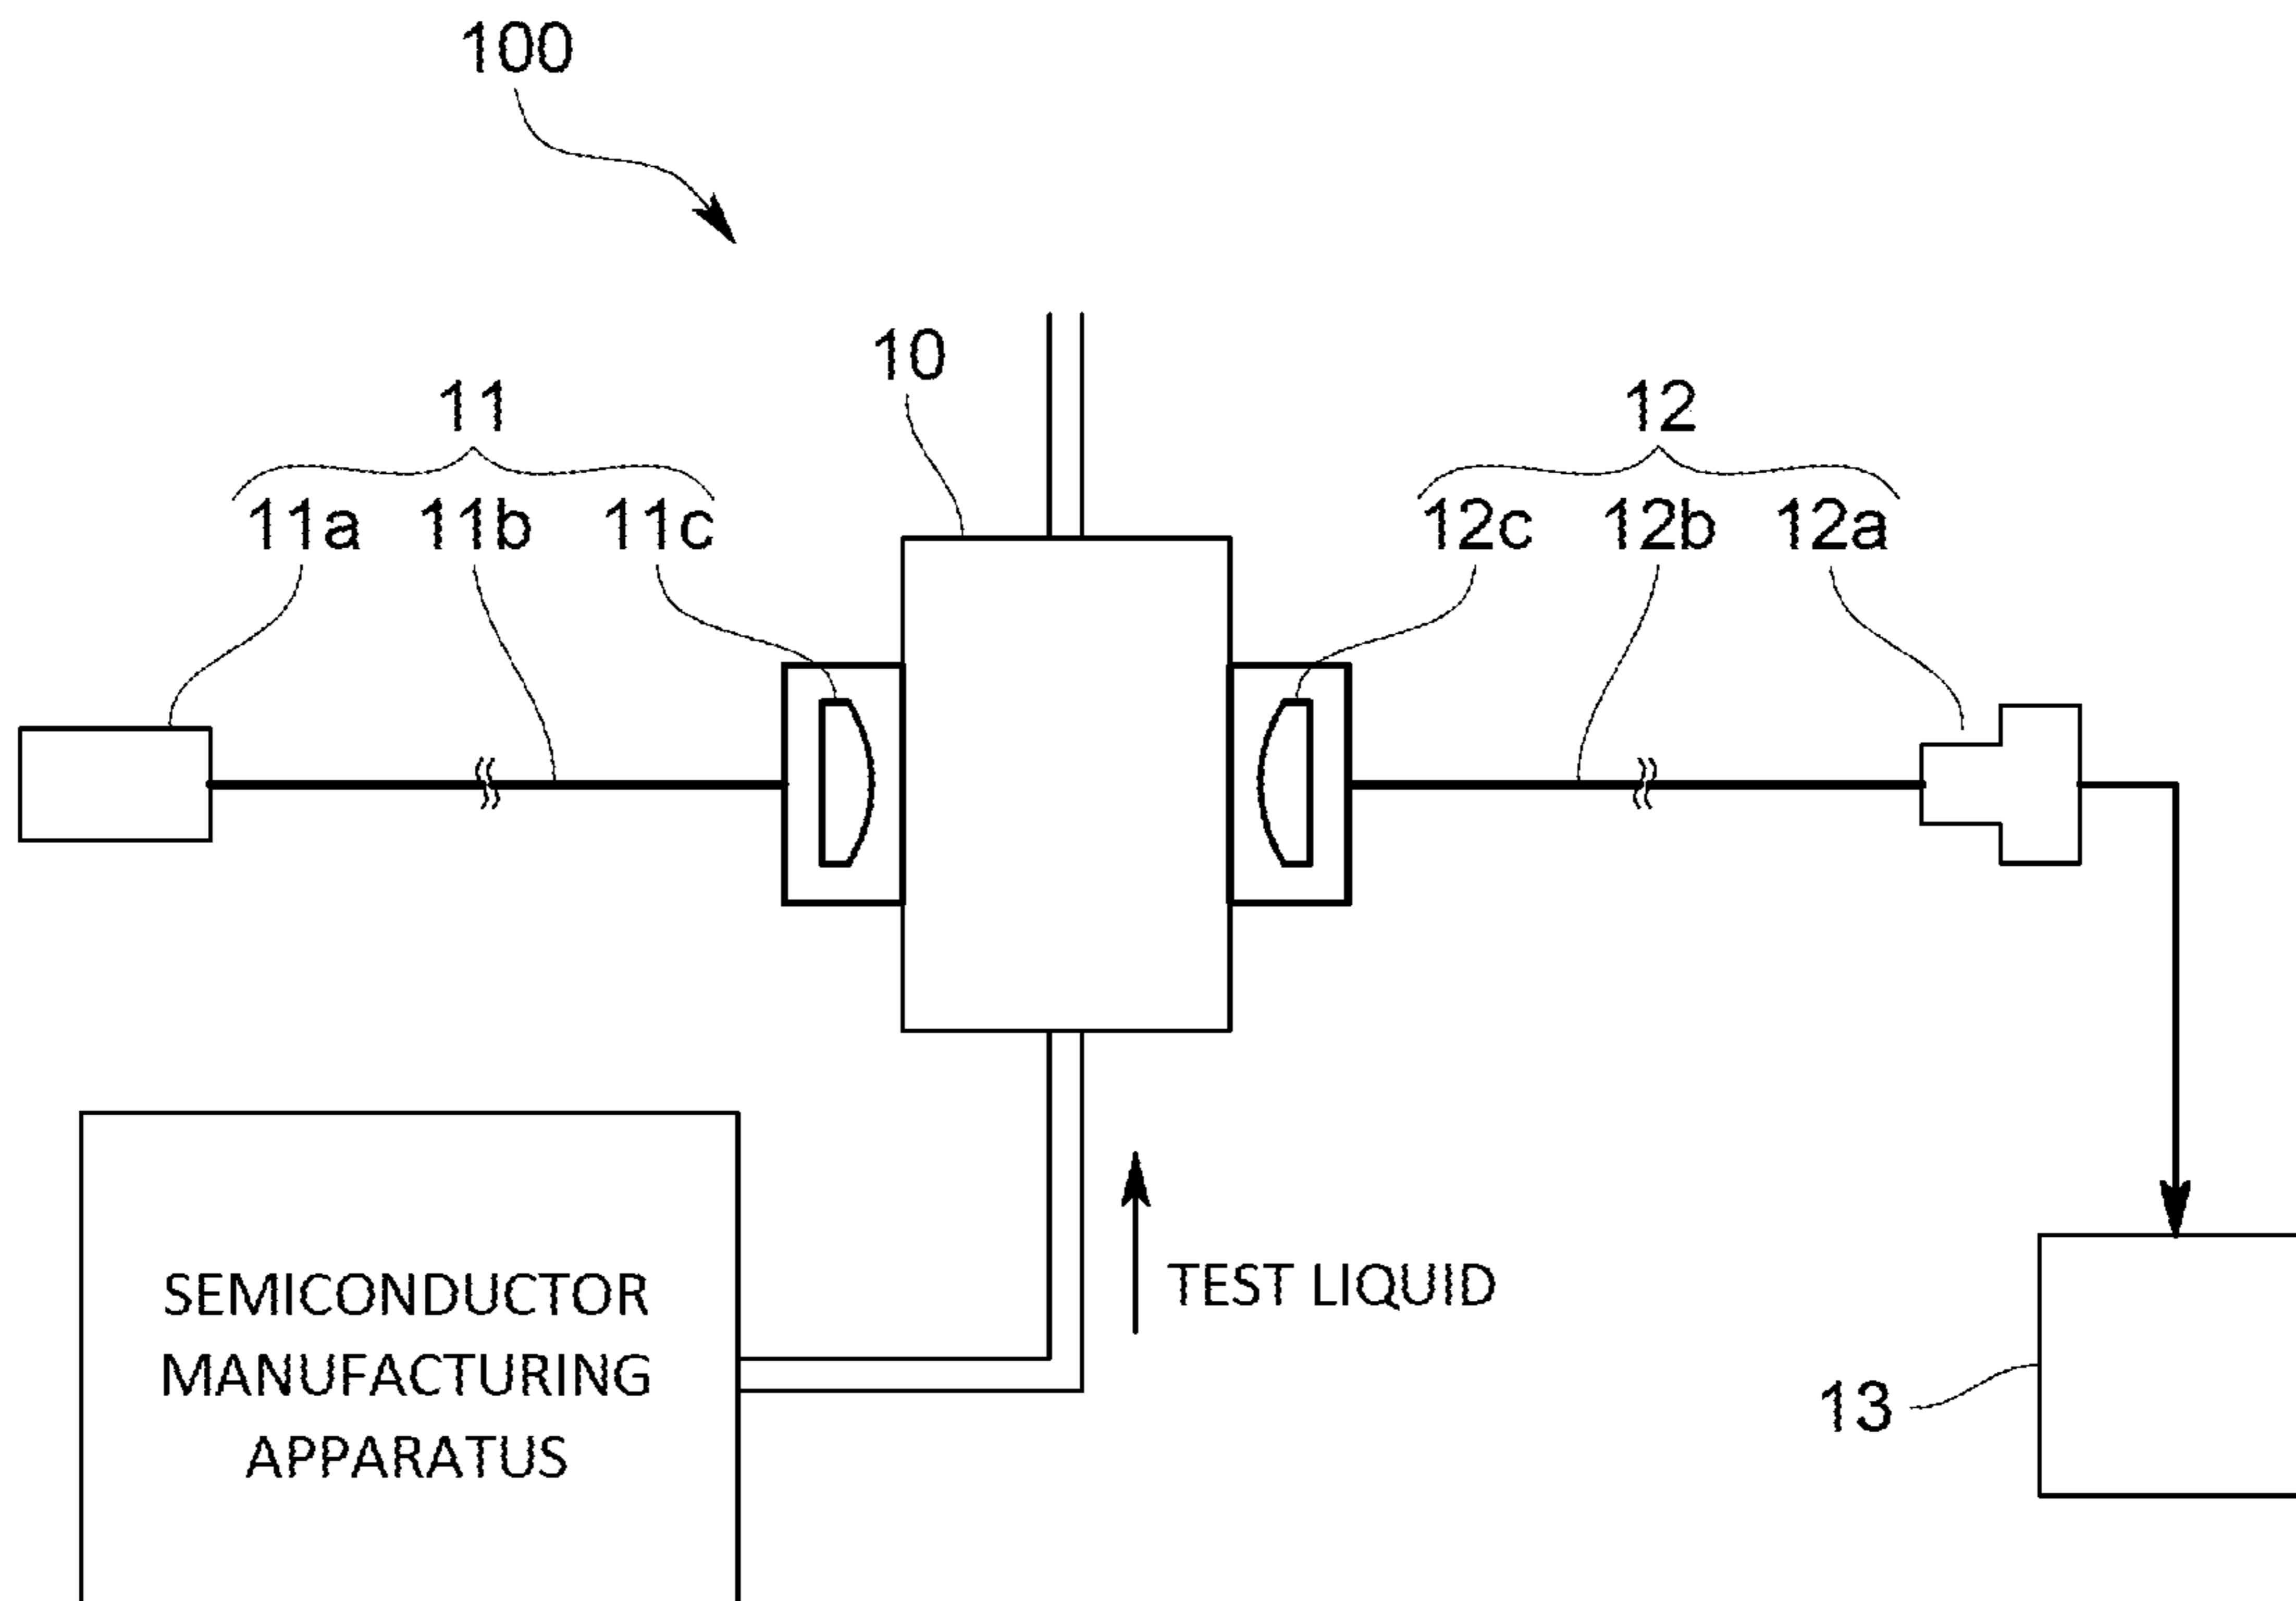 100
10
11
12
11a 11b 11c
12c 12b 12a
TEST LIQUID
SEMICONDUCTOR
MANUFACTURING
APPARATUS
13